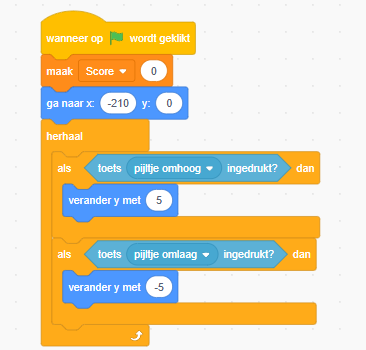 wanneer op wordt geklikt
maak Score 0
ga naar x: -210 y: 0
herhaal
als toets pijltje omhoog ingedrukt? dan
verander y met 5
als toets pijltje omlaag ingedrukt? dan
verander y met -5